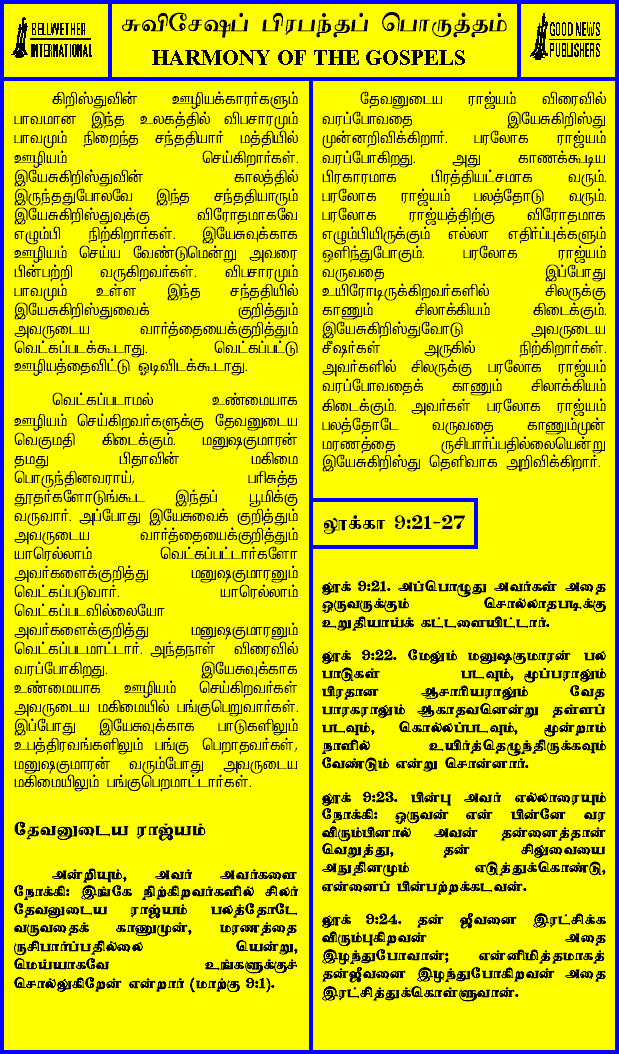 BELLWETHER
INTERNATIONAL
சுவிசேஷப் பிரபந்தப் பொருத்தம்
HARMONY OF THE GOSPELS
GOOD NEWS
PUBLISHERS
கிறிஸ்துவின் ஊழியக்காரர்களும்
பாவமான இந்த உலகத்தில் விபசாரமும்
பாவமும் நிறைந்த சந்ததியார் மத்தியில்
ஊழியம் செய்கிறார்கள்.
இயேசுகிறிஸ்துவின் காலத்தில்
இருந்ததுபோலவே இந்த சந்ததியாரும்
இயேசுகிறிஸ்துவுக்கு விரோதமாகவே
எழும்பி நிற்கிறார்கள். இயேசுவுக்காக
ஊழியம் செய்ய வேண்டுமென்று அவரை
பின்பற்றி வருகிறவர்கள். விபசாரமும்
பாவமும் உள்ள இந்த சந்ததியில்
இயேசுகிறிஸ்துவைக் குறித்தும்
அவருடைய வார்த்தையைக்குறித்தும்
வெட்கப்படக்கூடாது. வெட்கப்பட்டு
ஊழியத்தைவிட்டு ஓடிவிடக்கூடாது.
வெட்கப்படாமல் உண்மையாக
ஊழியம் செய்கிறவர்களுக்கு தேவனுடைய
வெகுமதி கிடைக்கும். மனுஷகுமாரன்
தமது பிதாவின் மகிமை
பொருந்தினவராய், பரிசுத்த
தூதர்களோடுங்கூட இந்தப் பூமிக்கு
வருவார். அப்போது இயேசுவைக் குறித்தும்
அவருடைய வார்த்தையைக்குறித்தும்
யாரெல்லாம் வெட்கப்பட்டார்களோ
அவர்களைக்குறித்து மனுஷகுமாரனும்
வெட்கப்படுவார். யாரெல்லாம்
வெட்கப்படவில்லையோ
அவர்களைக்குறித்து மனுஷகுமாரனும்
வெட்கப்படமாட்டார். அந்தநாள் விரைவில்
வரப்போகிறது. இயேசுவுக்காக
உண்மையாக ஊழியம் செய்கிறவர்கள்
அவருடைய மகிமையில் பங்குபெறுவார்கள்.
இப்போது இயேசுவுக்காக பாடுகளிலும்
உபத்திரவங்களிலும் பங்கு பெறாதவர்கள்,
மனுஷகுமாரன் வரும்போது அவருடைய
மகிமையிலும் பங்குபெறமாட்டார்கள்.
தேவனுடைய ராஜ்யம்
அன்றியும், அவர் அவர்களை
நோக்கி: இங்கே நிற்கிறவர்களில் சிலர்
தேவனுடைய ராஜ்யம் பலத்தோடே
வருவதைக் காணுமுன், மரணத்தை
ருசிபார்ப்பதில்லை யென்று,
மெய்யாகவே உங்களுக்குச்
சொல்லுகிறேன் என்றார் (மாற்கு 9:1).
தேவனுடைய ராஜ்யம் விரைவில்
வரப்போவதை இயேசுகிறிஸ்து
முன்னறிவிக்கிறார். பரலோக ராஜ்யம்
வரப்போகிறது. அது காணக்கூடிய
பிரகாரமாக பிரத்தியட்சமாக வரும்.
பரலோக ராஜ்யம் பலத்தோடு வரும்.
பரலோக ராஜ்யத்திற்கு விரோதமாக
எழும்பியிருக்கும் எல்லா எதிர்ப்புக்களும்
ஒளிந்துபோகும். பரலோக ராஜ்யம்
வருவதை இப்போது
உயிரோடிருக்கிறவர்களில் சிலருக்கு
காணும் சிலாக்கியம் கிடைக்கும்.
இயேசுகிறிஸ்துவோடு அவருடைய
சீஷர்கள் அருகில் நிற்கிறார்கள்.
அவர்களில் சிலருக்கு பரலோக ராஜ்யம்
வரப்போவதைக் காணும் சிலாக்கியம்
கிடைக்கும். அவர்கள் பரலோக ராஜ்யம்
பலத்தோடே வருவதை காணும்முன்
மரணத்தை ருசிபார்ப்பதில்லையென்று
இயேசுகிறிஸ்து தெளிவாக அறிவிக்கிறார்.
லூக்கா 9:21-27
லூக் 9:21. அப்பொழுது அவர்கள் அதை
ஒருவருக்கும் சொல்லாதபடிக்கு
உறுதியாய்க் கட்டளையிட்டார்.
லூக் 9:22. மேலும் மனுஷகுமாரன் பல
பாடுகள் படவும், மூப்பராலும்
பிரதான ஆசாரியராலும் வேத
பாரகராலும் ஆகாதவனென்று தள்ளப்
படவும், கொல்லப்படவும், மூன்றாம்
நாளில் உயிர்த்தெழுந்திருக்கவும்
வேண்டும் என்று சொன்னார்.
லூக் 9:23. பின்பு அவர் எல்லாரையும்
நோக்கி: ஒருவன் என் பின்னே வர
விரும்பினால் அவன் தன்னைத்தான்
வெறுத்து, தன் சிலுவையை
அநுதினமும் எடுத்துக்கொண்டு,
என்னைப் பின்பற்றக்கடவன்.
லூக் 9:24. தன் ஜீவனை இரட்சிக்க
விரும்புகிறவன் அதை
இழந்துபோவான்; என்னிமித்தமாகத்
தன்ஜீவனை இழந்துபோகிறவன் அதை
இரட்சித்துக்கொள்ளுவான்.